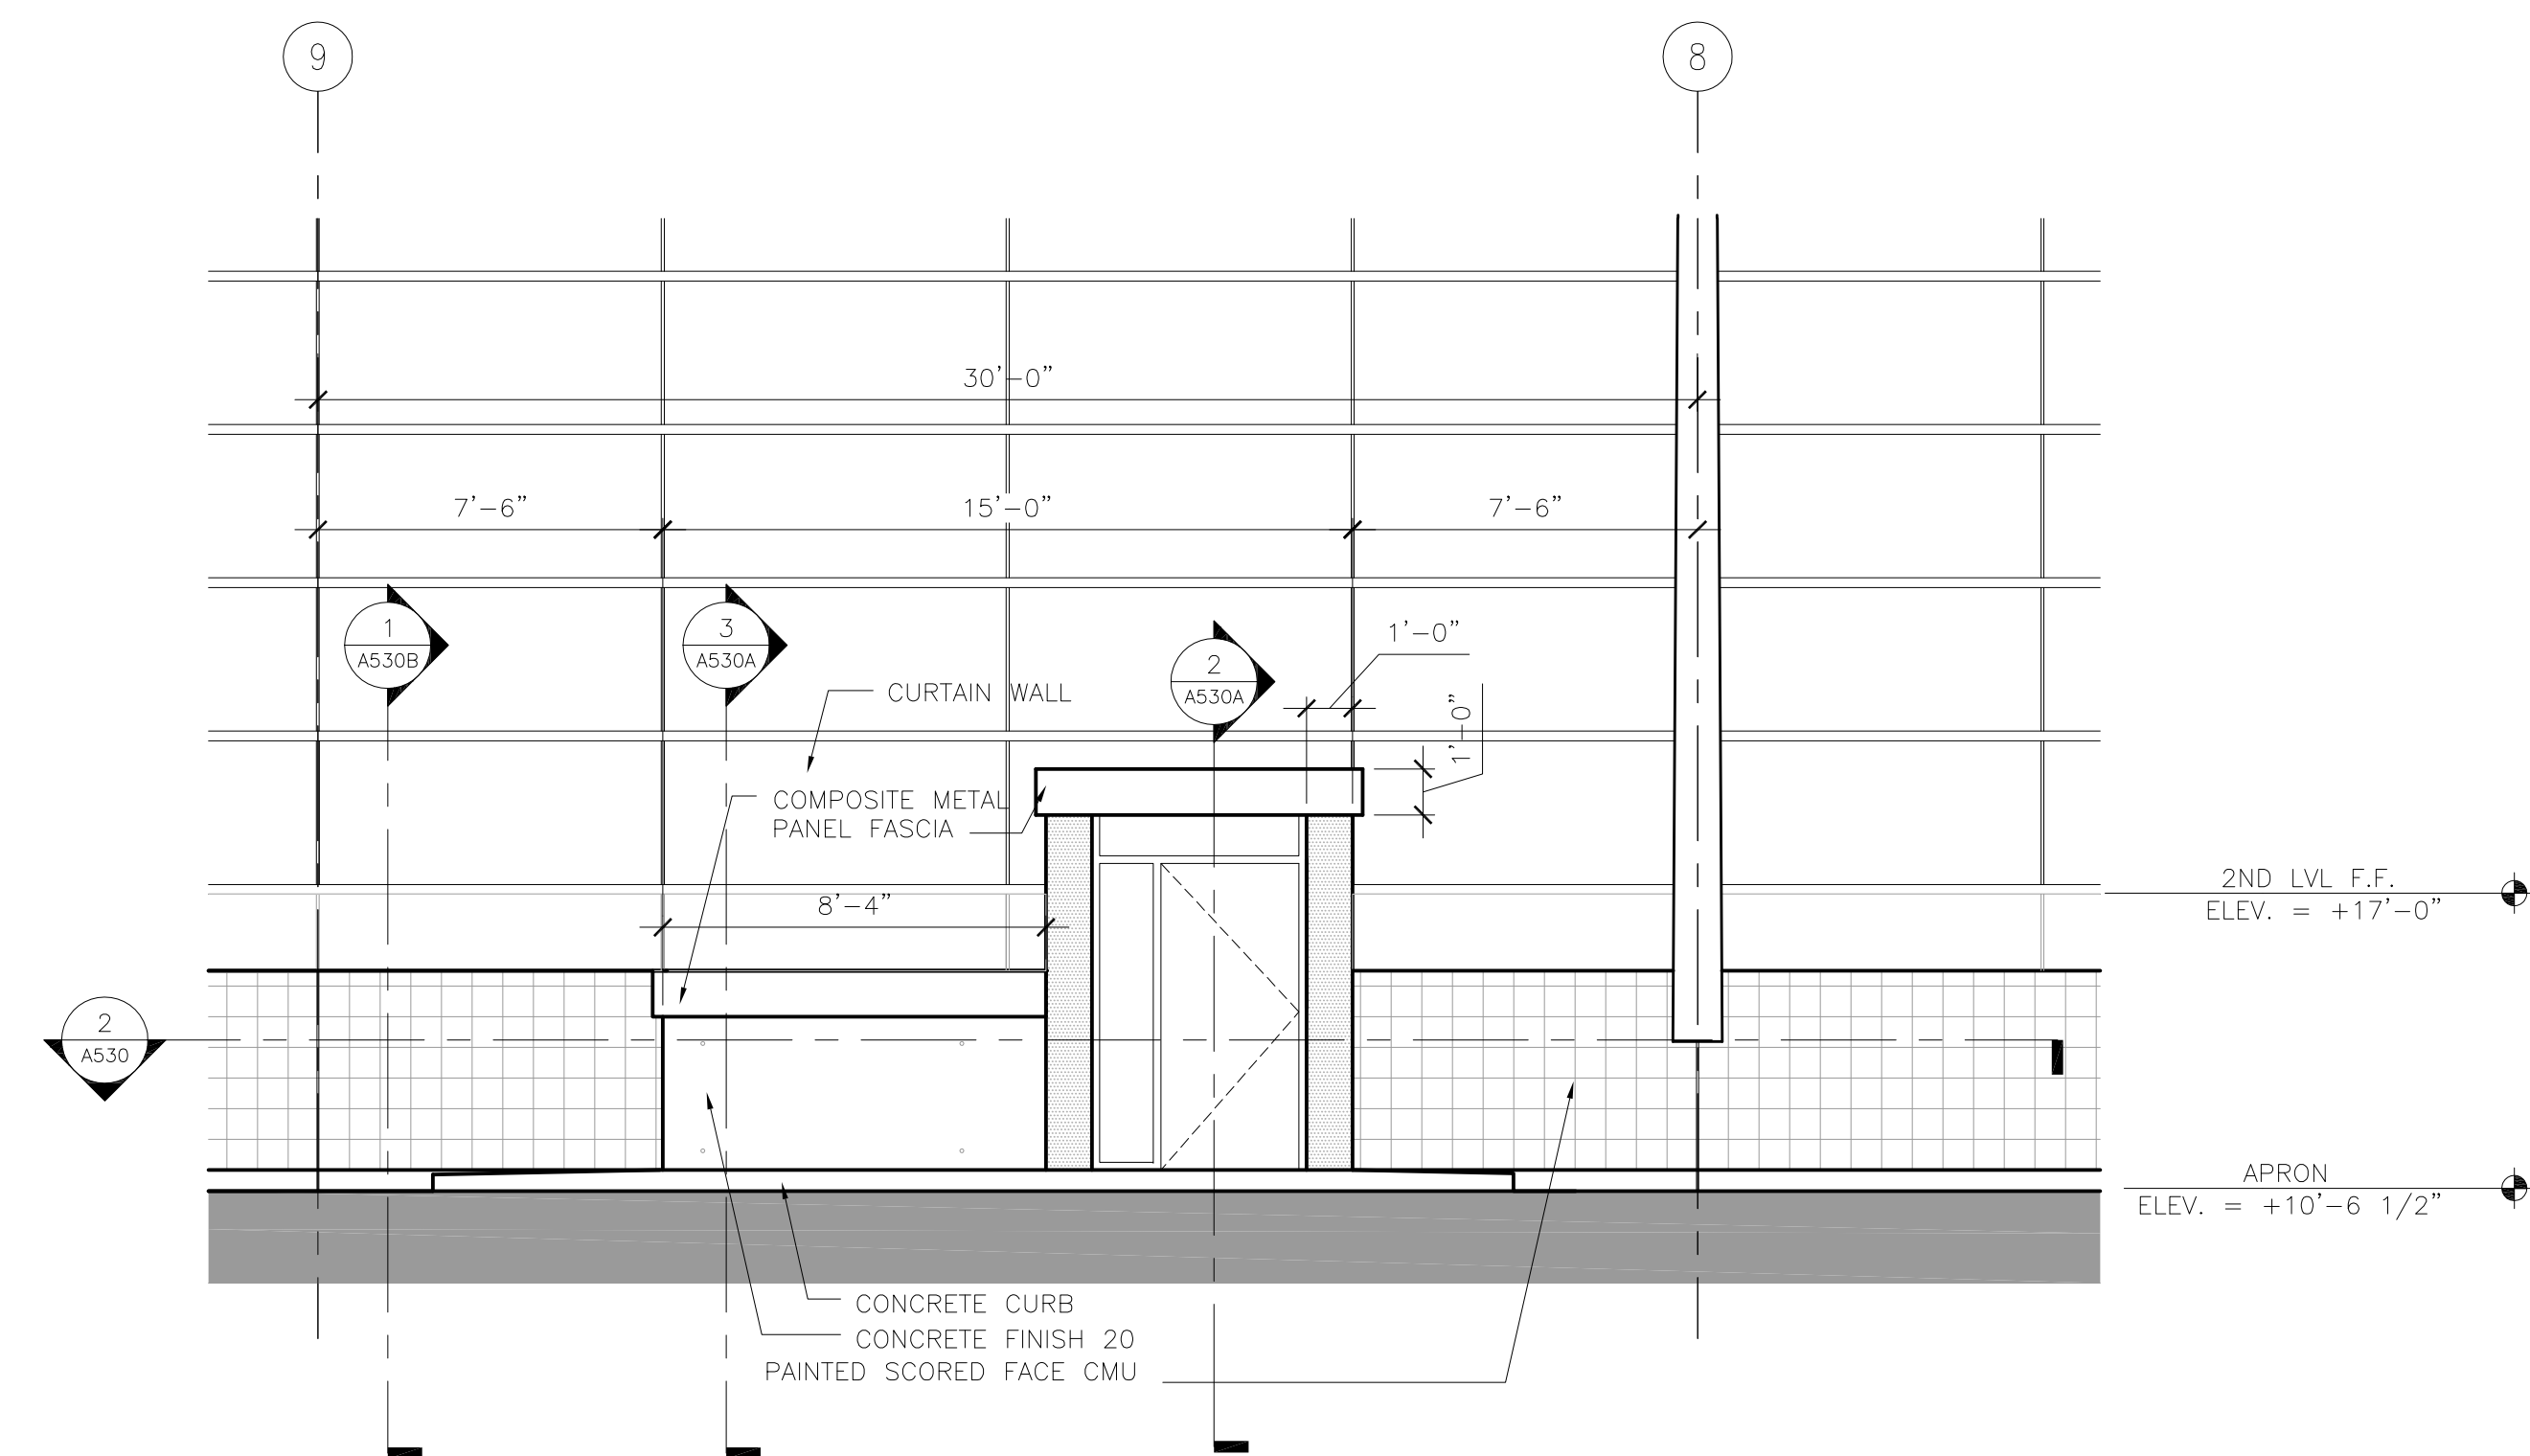 9
8
30'-0"
7'-6"
15'-0"
7'-6"
1
A530B
3
A530A
2
A530A
1'-0"
CURTAIN WALL
1'-0"
COMPOSITE METAL
PANEL FASCIA
2ND LVL F.F.
ELEV. = +17'-0"
8'-4"
2
A530
APRON
ELEV. = +10'-6 1/2"
CONCRETE CURB
CONCRETE FINISH 20
PAINTED SCORED FACE CMU